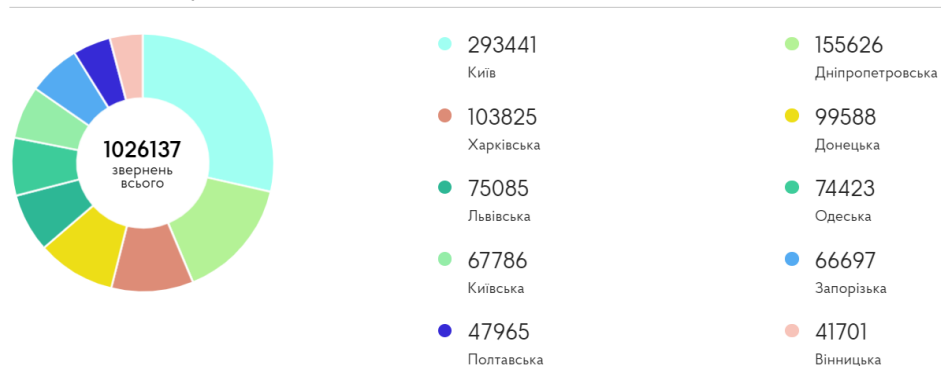 1026137
звернень
всього
293441
Київ
155626
Дніпропетровська
103825
Харківська
99588
Донецька
75085
Львівська
74423
Одеська
67786
Київська
66697
Запорізька
47965
Полтавська
41701
Вінницька